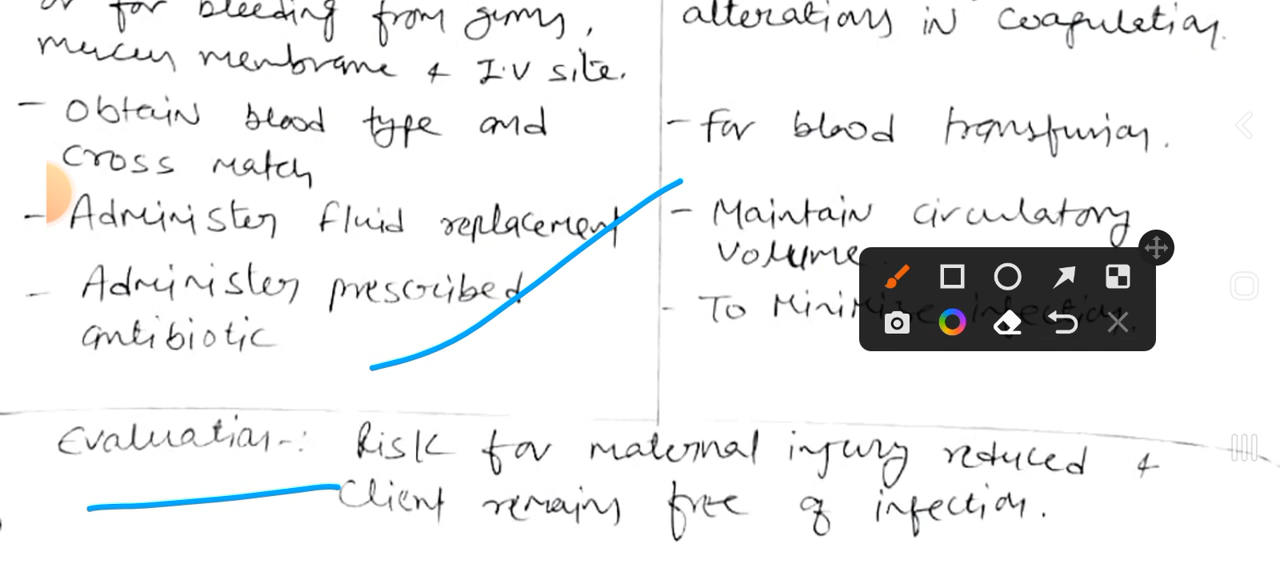 or for bleeding from gums,
mucus membrane & I.V site.
- Obtain blood type and
cross match
- Administer fluid replacement
- Administer prescribed
antibiotic
alterations in coagulation.
- For blood transfusion.
- Maintain circulatory
volume
- To Minimize infection.
Evaluation-: Risk for maternal injury reduced &
Client remains free of infection.